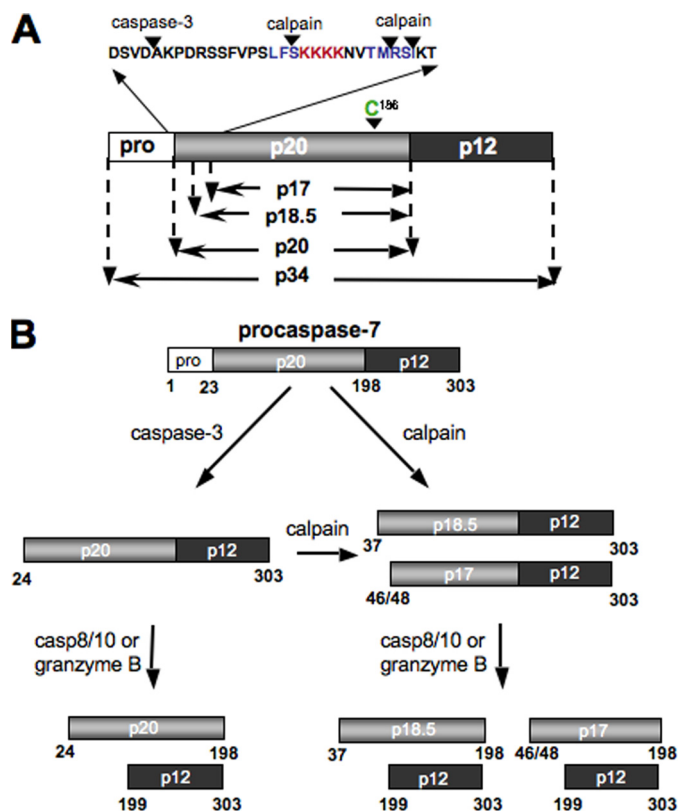 A
caspase-3 calpain calpain
DSVDAKPDRSSFVPSLFSKKKKNVTMRSIKT
C186
pro p20 p12
p17
p18.5
p20
p34
B
procaspase-7
pro p20 p12
1 23 198 303
caspase-3 calpain
p18.5 p12
37 303
p20 p12
24 303
calpain
p17 p12
46/48 303
casp8/10 or
granzyme B
casp8/10 or
granzyme B
p20
24 198
p12
199 303
p18.5
37 198
p12
199 303
p17
46/48 198
p12
199 303